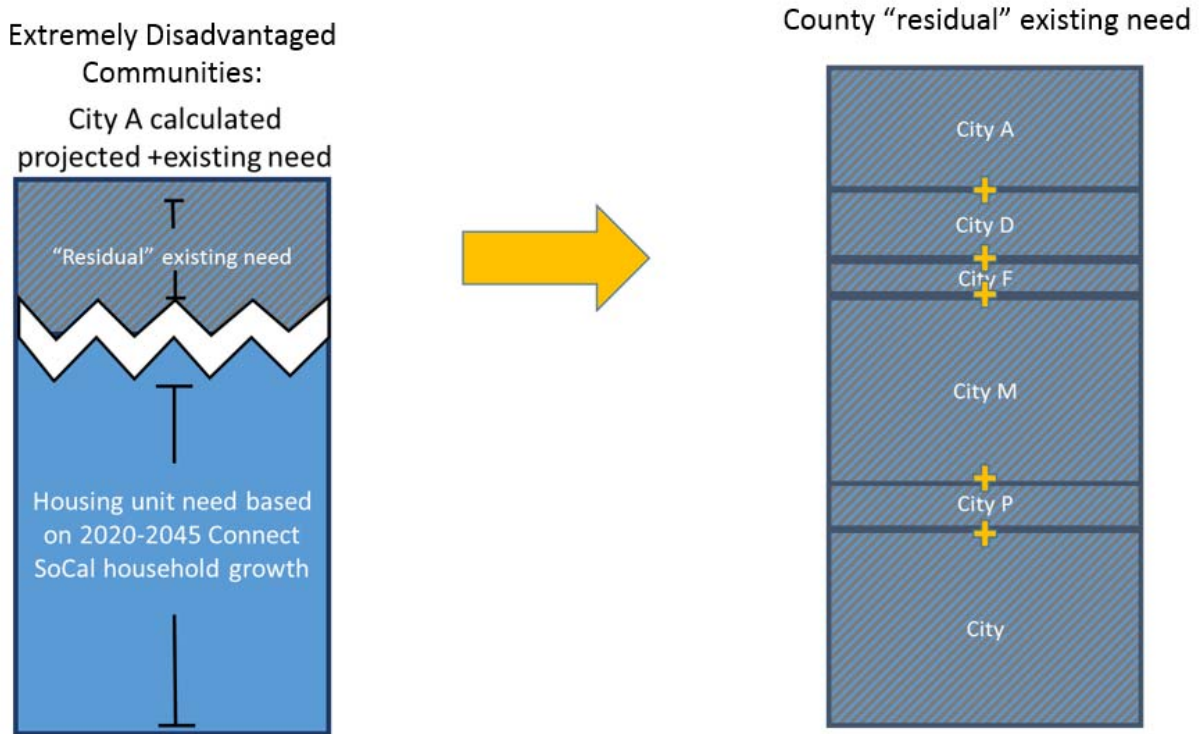 Extremely Disadvantaged
Communities:
City A calculated
projected +existing need
“Residual” existing need
Housing unit need based
on 2020-2045 Connect
SoCal household growth
County “residual” existing need
City A
City D
City F
City M
City P
City